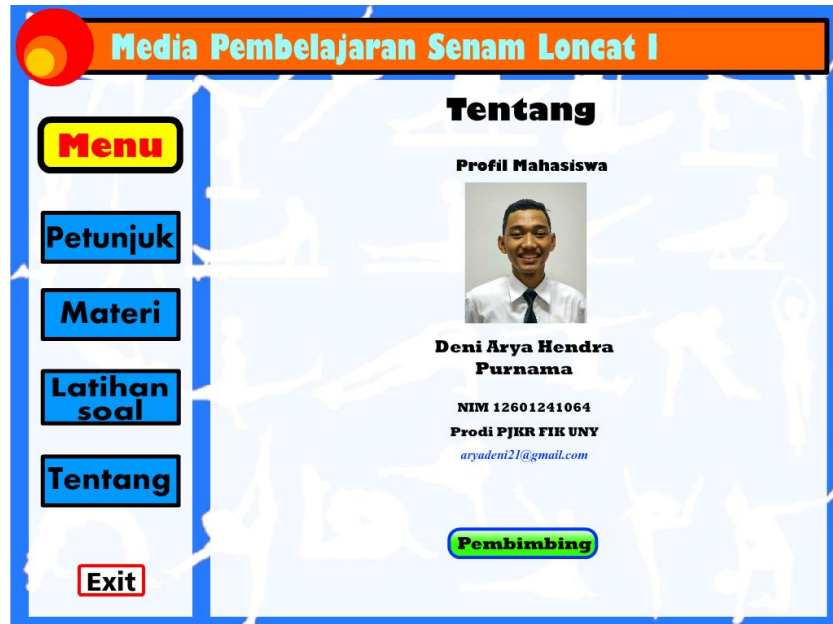 Media Pembelajaran Senam Loncat I
Menu
Petunjuk
Materi
Latihan
soal
Tentang
Exit
Tentang
Profil Mahasiswa
Deni Arya Hendra
Purnama
NIM 12601241064
Prodi PJKR FIK UNY
aryadeni21@gmail.com
Pembimbing